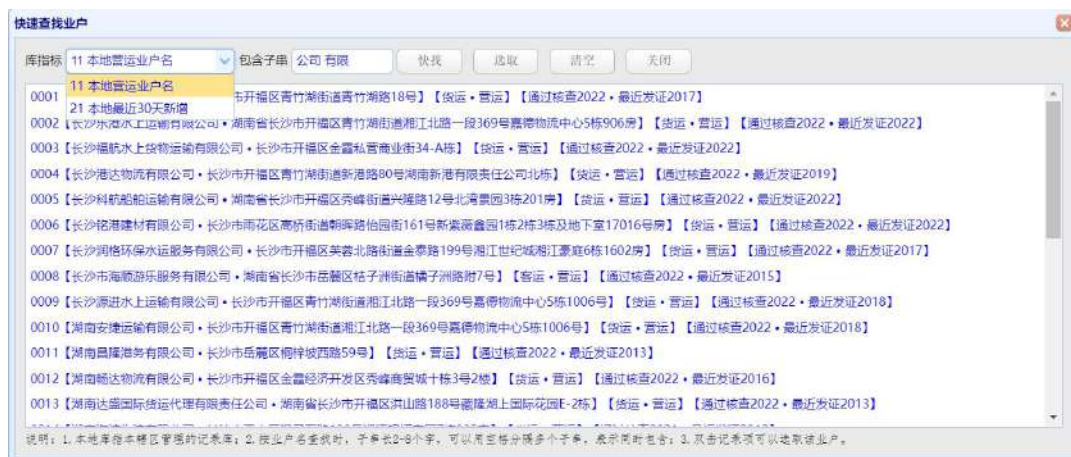 快速查找业户
库指标 11 本地营运业户名 包含子串 公司 有限 快找 选取 清空 关闭
11 本地营运业户名
21 本地最近30天新增
0001 市开福区青竹湖街道青竹湖路18号】【货运•营运】【通过核查2022•最近发证2017】
0002【长沙东港水上运输有限公司•湖南省长沙市开福区青竹湖街道湘江北路一段369号嘉德物流中心5栋906房】【货运•营运】【通过核查2022•最近发证2022】
0003【长沙福航水上货物运输有限公司•长沙市开福区金霞私营商业街34-A栋】【货运•营运】【通过核查2022•最近发证2022】
0004【长沙港达物流有限公司•长沙市开福区青竹湖街道新港路80号湖南新港有限责任公司北栋】【货运•营运】【通过核查2022•最近发证2019】
0005【长沙科航船舶运输有限公司•湖南省长沙市开福区秀峰街道兴隆路12号北湾景园3栋201房】【货运•营运】【通过核查2022•最近发证2022】
0006【长沙铭港建材有限公司•长沙市雨花区高桥街道朝晖路怡园街161号新紫薇鑫园1栋2栋3栋及地下室17016号房】【货运•营运】【通过核查2022•最近发证2022】
0007【长沙润格环保水运服务有限公司•长沙市开福区芙蓉北路街道金泰路199号湘江世纪城湘江豪庭6栋1602房】【货运•营运】【通过核查2022•最近发证2017】
0008【长沙市海顺游乐服务有限公司•湖南省长沙市岳麓区桔子洲街道橘子洲路附7号】【客运•营运】【通过核查2022•最近发证2015】
0009【长沙源进水上运输有限公司•长沙市开福区青竹湖街道湘江北路一段369号嘉德物流中心5栋1006号】【货运•营运】【通过核查2022•最近发证2018】
0010【湖南安捷运输有限公司•长沙市开福区青竹湖街道湘江北路一段369号嘉德物流中心5栋1006号】【货运•营运】【通过核查2022•最近发证2018】
0011【湖南昌隆港务有限公司•长沙市岳麓区桐梓坡西路59号】【货运•营运】【通过核查2022•最近发证2013】
0012【湖南畅达物流有限公司•长沙市开福区金霞经济开发区秀峰商贸城十栋3号2楼】【货运•营运】【通过核查2022•最近发证2016】
0013【湖南达盛国际货运代理有限责任公司•湖南省长沙市开福区洪山路188号藏隆湖上国际花园E-2栋】【货运•营运】【通过核查2022•最近发证2013】
说明：1.本地库指本辖区管理的记录库；2.按业户名查找时，子串长2-8个字，可以用空格分隔多个子串，表示同时包含；3.双击记录项可以选取该业户。